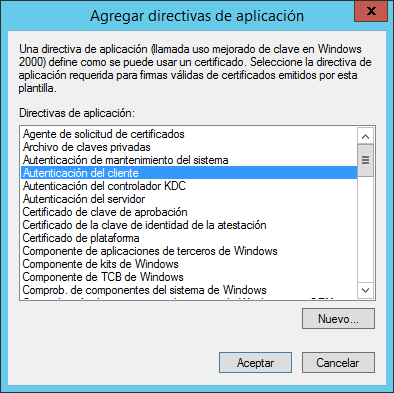 Agregar directivas de aplicación
x
Una directiva de aplicación (llamada uso mejorado de clave en Windows
2000) define como se puede usar un certificado. Seleccione la directiva de
aplicación requerida para firmas válidas de certificados emitidos por esta
plantilla.
Directivas de aplicación:
Agente de solicitud de certificados
Archivo de claves privadas
Autenticación de mantenimiento del sistema
Autenticación del cliente
Autenticación del controlador KDC
Autenticación del servidor
Certificado de clave de aprobación
Certificado de la clave de identidad de la atestación
Certificado de plataforma
Componente de aplicaciones de terceros de Windows
Componente de kits de Windows
Componente de TCB de Windows
Comprob. de componentes del sistema de Windows
Nuevo...
Aceptar
Cancelar